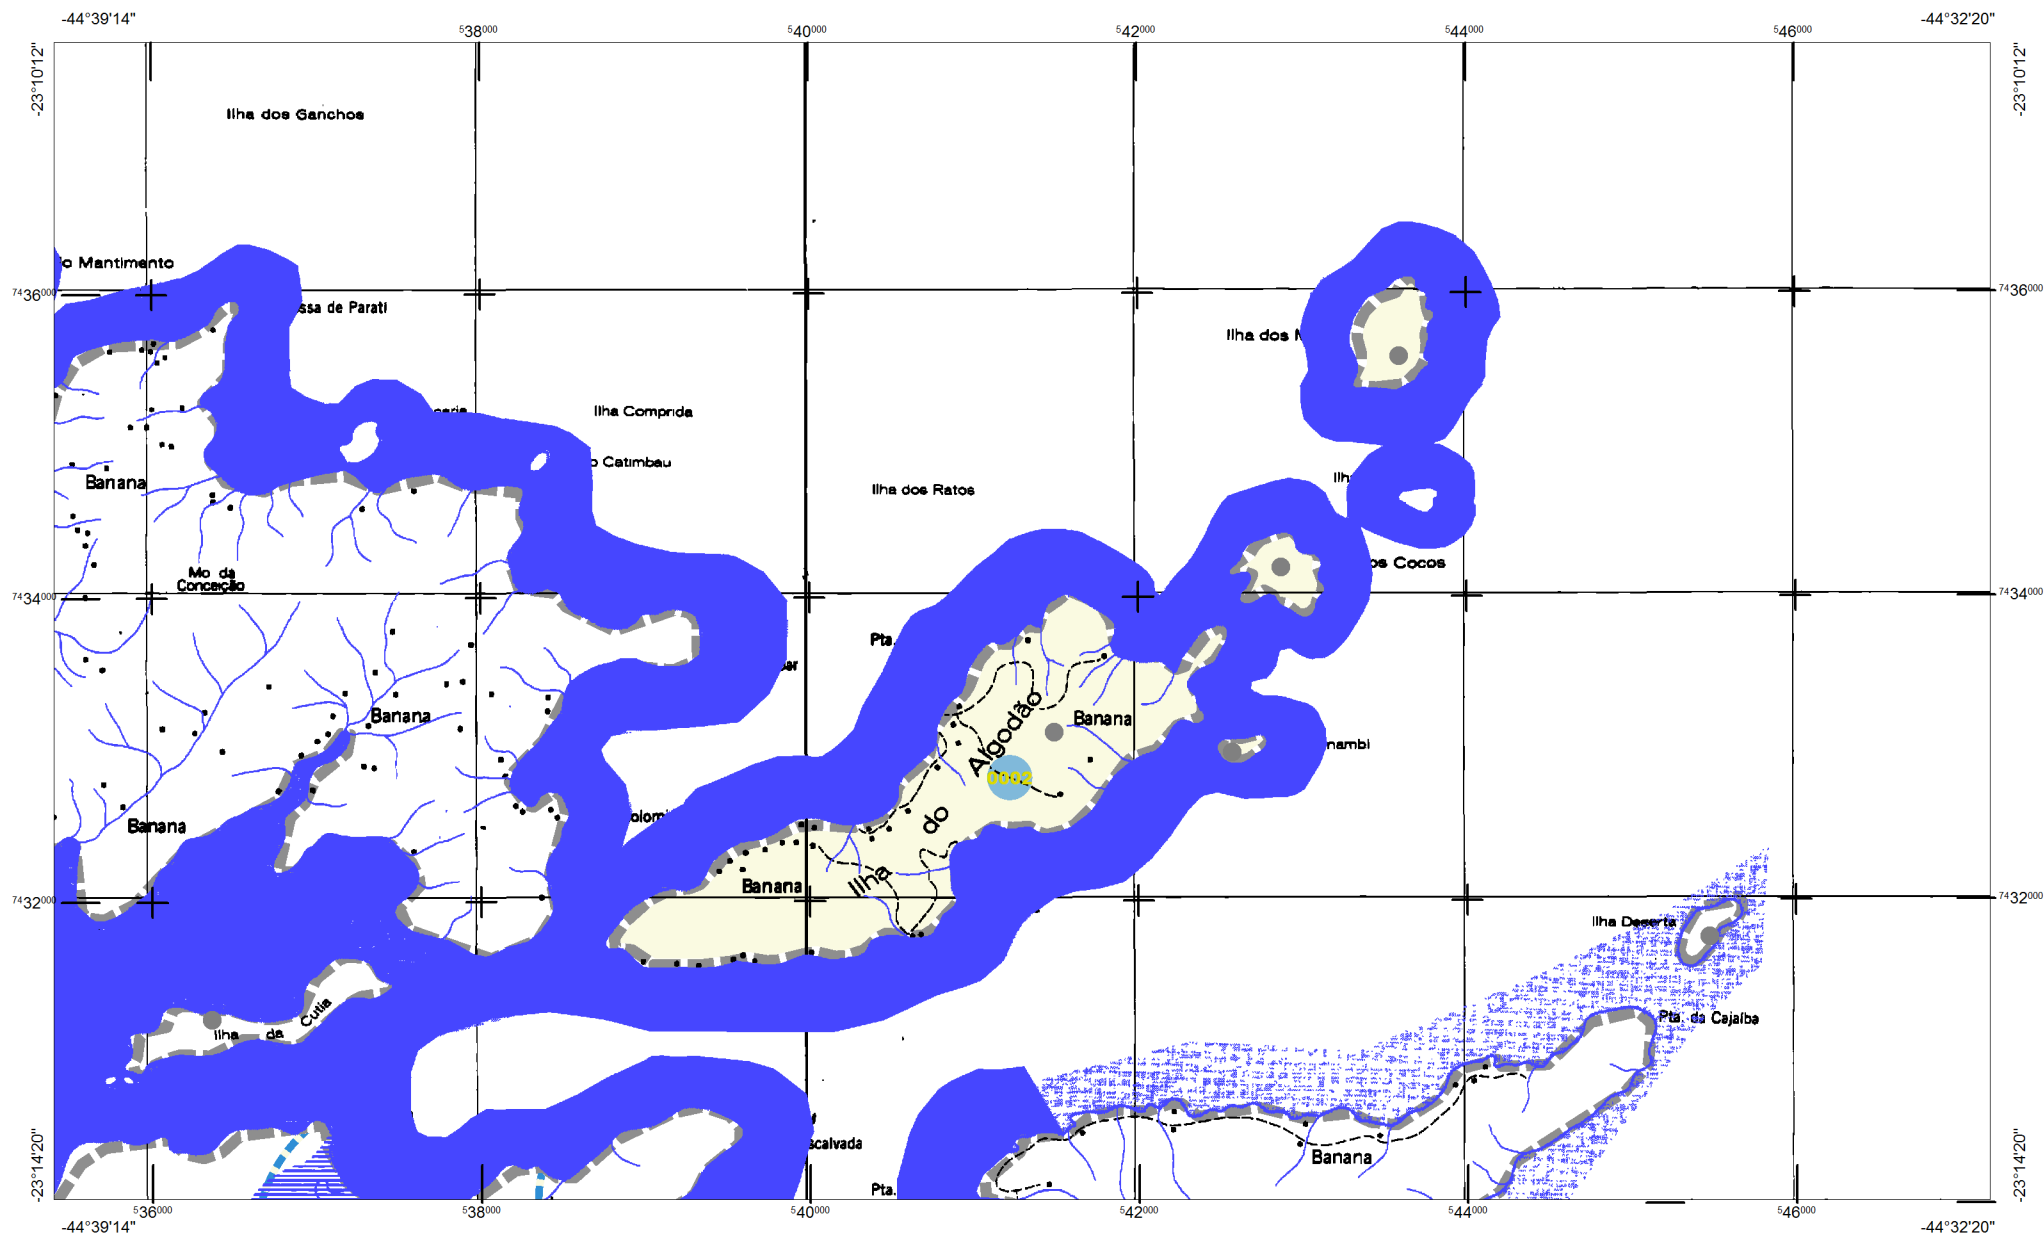 -44°39'14"
-44°32'20"
538000
540000
542000
544000
546000
-23°10'12"
-23°10'12"
Ilha dos Ganchos
o Mantimento
7436000
7436000
ssa de Parati
Ilha dos
Ilha Comprida
o Catimbau
Banana
Ilha dos Ratos
Ilh
os Cocos
Mo da
Conceição
7434000
7434000
Pta.
bar
Banana
Algodão
Banana
nambi
0002
Banana
olomi
do
Banana
Ilha
7432000
7432000
Ilha Deserta
Cutia
Ilha da
Pta. da Cajaíba
scalvada
Banana
Pta.
-23°14'20"
-23°14'20"
536000
538000
540000
542000
544000
546000
-44°39'14"
-44°32'20"